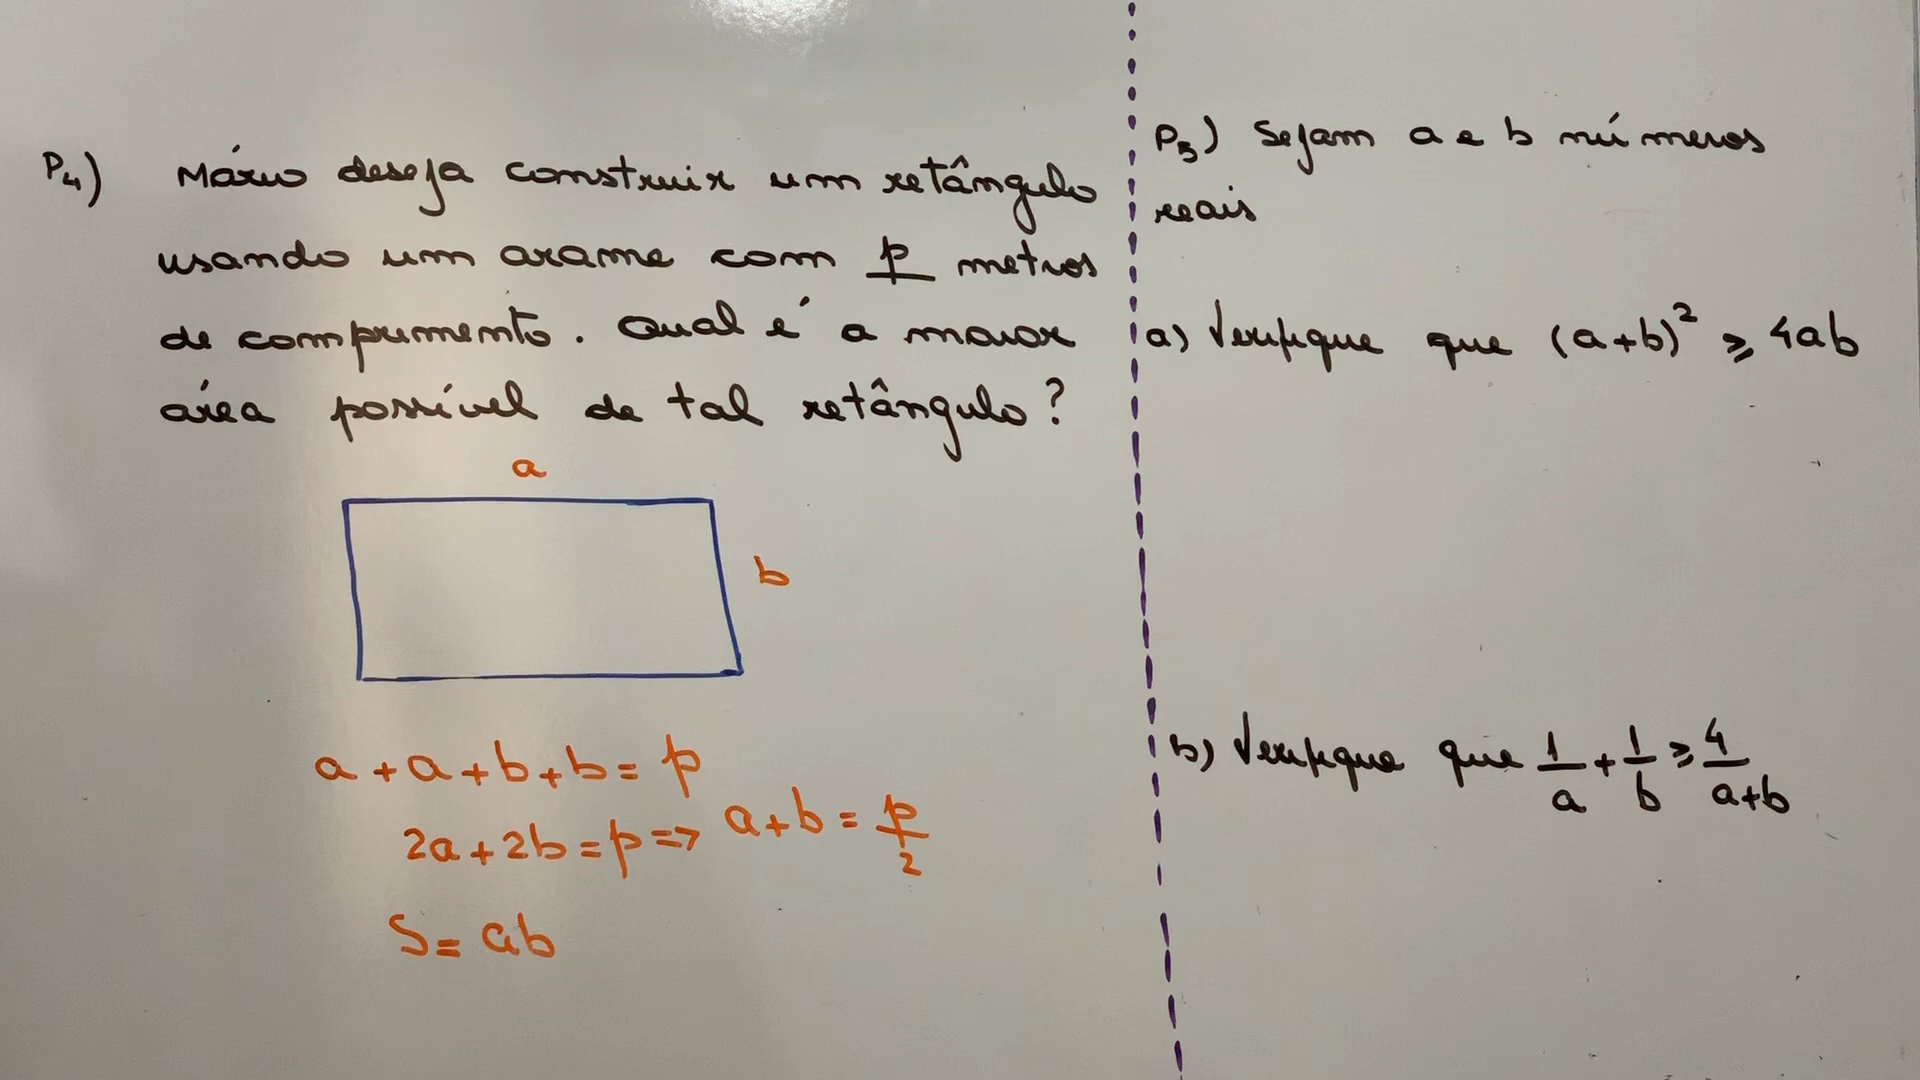 P4) Mário deseja construir um retângulo
usando um arame com p metros
de comprimento. Qual é a maior
área possível de tal retângulo?
a
b
a + a + b + b = p
2a + 2b = p => a + b = p/2
S = ab
P5) Sejam a e b números
reais
a) Verifique que (a+b)² ≥ 4ab
b) Verifique que 1/a + 1/b ≥ 4/(a+b)